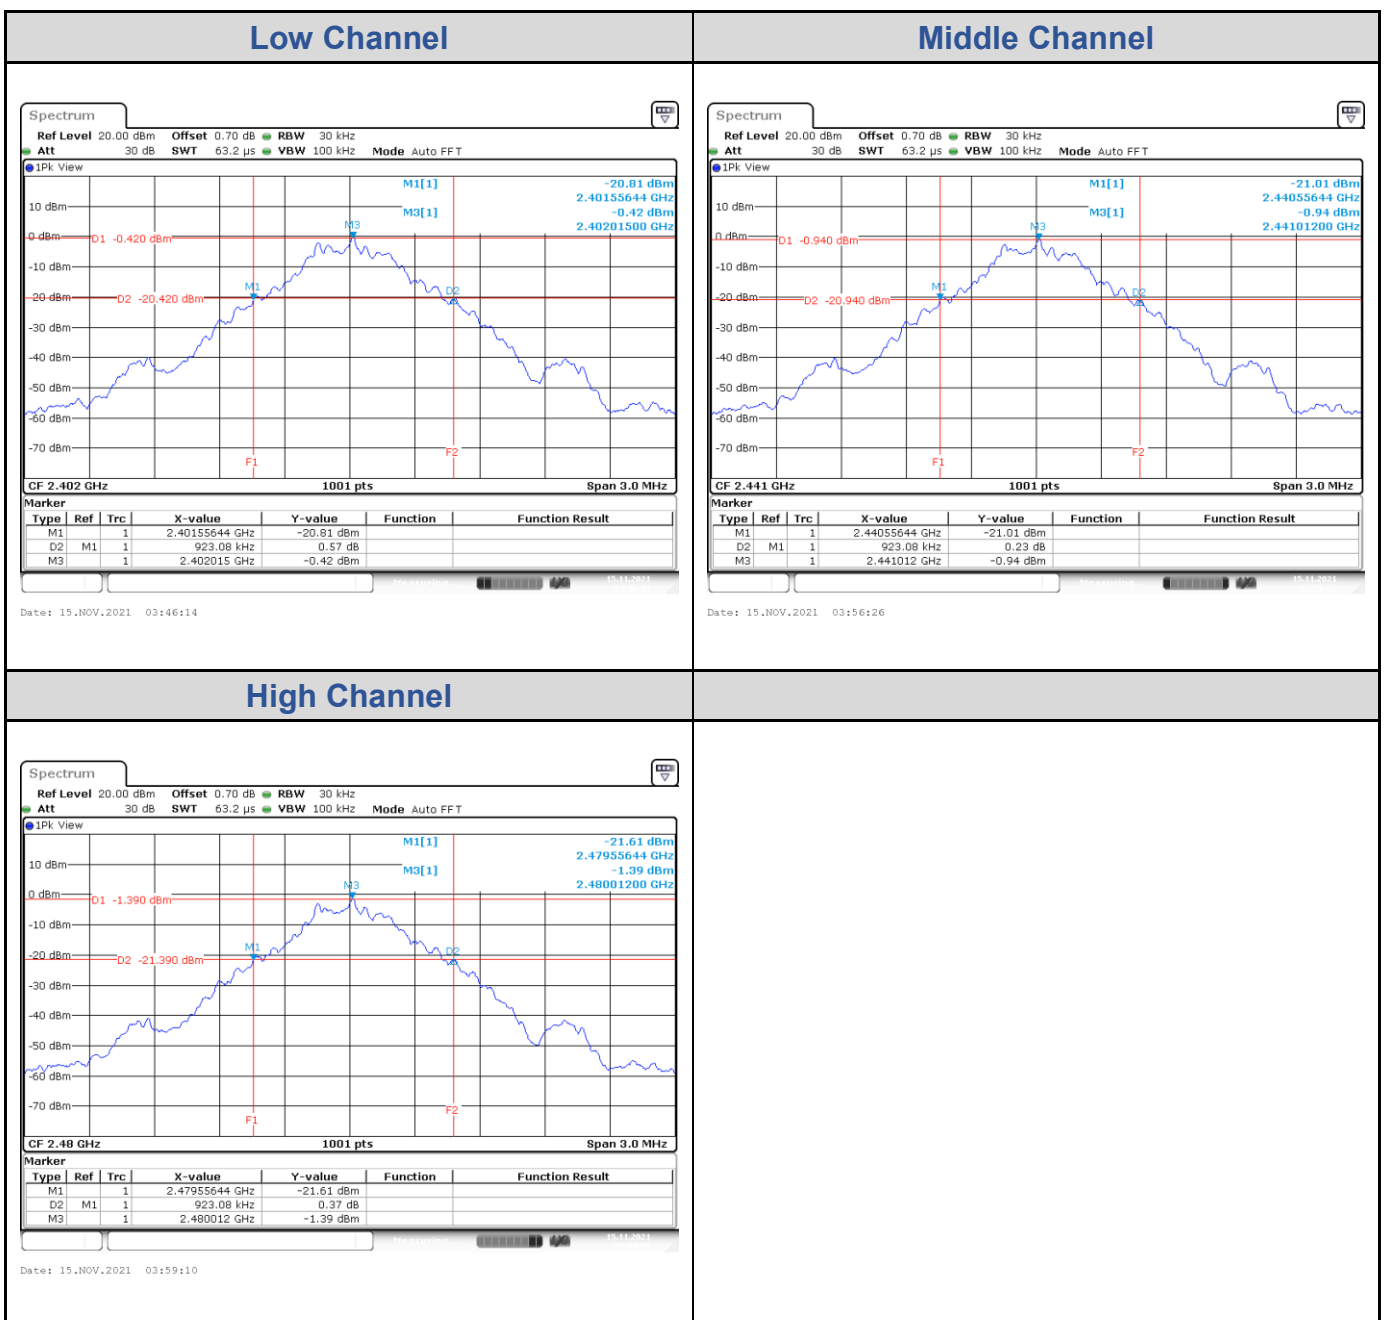 Low Channel
Spectrum
Ref Level 20.00 dBm Offset 0.70 dB RBW 30 kHz
Att 30 dB SWT 63.2 µs VBW 100 kHz Mode Auto FFT
1Pk View
M1[1] -20.81 dBm
2.40155644 GHz
M3[1] -0.42 dBm
2.40201500 GHz
10 dBm
M3
0 dBm
D1 -0.420 dBm
-10 dBm
M1
D2
-20 dBm
D2 -20.420 dBm
-30 dBm
-40 dBm
-50 dBm
-60 dBm
-70 dBm
F1
F2
CF 2.402 GHz 1001 pts Span 3.0 MHz
Marker
Type Ref Trc X-value Y-value Function Function Result
M1 1 2.40155644 GHz -20.81 dBm
D2 M1 1 923.08 kHz 0.57 dB
M3 1 2.402015 GHz -0.42 dBm
Measuring 15.11.2021
Date: 15.NOV.2021 03:46:14
Middle Channel
Spectrum
Ref Level 20.00 dBm Offset 0.70 dB RBW 30 kHz
Att 30 dB SWT 63.2 µs VBW 100 kHz Mode Auto FFT
1Pk View
M1[1] -21.01 dBm
2.44055644 GHz
M3[1] -0.94 dBm
2.44101200 GHz
10 dBm
M3
0 dBm
D1 -0.940 dBm
-10 dBm
M1
D2
-20 dBm
D2 -20.940 dBm
-30 dBm
-40 dBm
-50 dBm
-60 dBm
-70 dBm
F1
F2
CF 2.441 GHz 1001 pts Span 3.0 MHz
Marker
Type Ref Trc X-value Y-value Function Function Result
M1 1 2.44055644 GHz -21.01 dBm
D2 M1 1 923.08 kHz 0.23 dB
M3 1 2.441012 GHz -0.94 dBm
Measuring 15.11.2021
Date: 15.NOV.2021 03:56:26
High Channel
Spectrum
Ref Level 20.00 dBm Offset 0.70 dB RBW 30 kHz
Att 30 dB SWT 63.2 µs VBW 100 kHz Mode Auto FFT
1Pk View
M1[1] -21.61 dBm
2.47955644 GHz
M3[1] -1.39 dBm
2.48001200 GHz
10 dBm
M3
0 dBm
D1 -1.390 dBm
-10 dBm
M1
D2
-20 dBm
D2 -21.390 dBm
-30 dBm
-40 dBm
-50 dBm
-60 dBm
-70 dBm
F1
F2
CF 2.48 GHz 1001 pts Span 3.0 MHz
Marker
Type Ref Trc X-value Y-value Function Function Result
M1 1 2.47955644 GHz -21.61 dBm
D2 M1 1 923.08 kHz 0.37 dB
M3 1 2.480012 GHz -1.39 dBm
Measuring 15.11.2021
Date: 15.NOV.2021 03:59:10